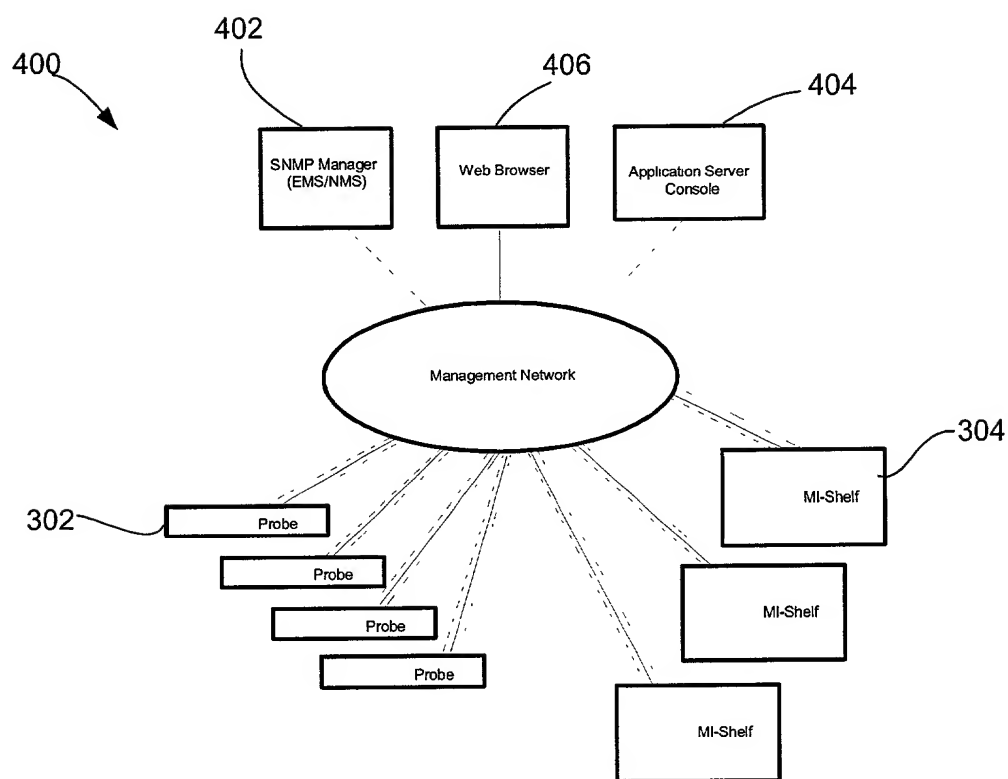 402
400
406
404
SNMP Manager
(EMS/NMS)
Web Browser
Application Server
Console
Management Network
304
MI-Shelf
302
Probe
Probe
MI-Shelf
Probe
Probe
MI-Shelf